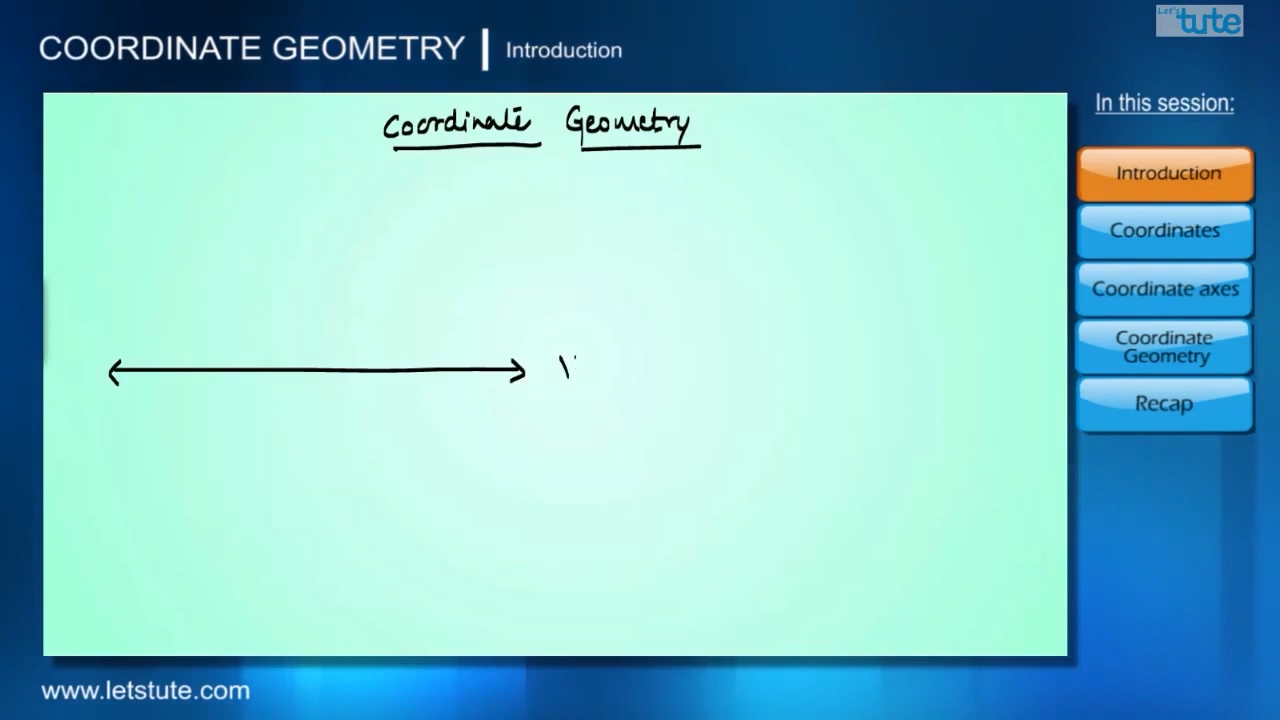 Let's
tute
COORDINATE GEOMETRY | Introduction
In this session:
Coordinate Geometry
Introduction
Coordinates
Coordinate axes
Coordinate
Geometry
Recap
www.letstute.com